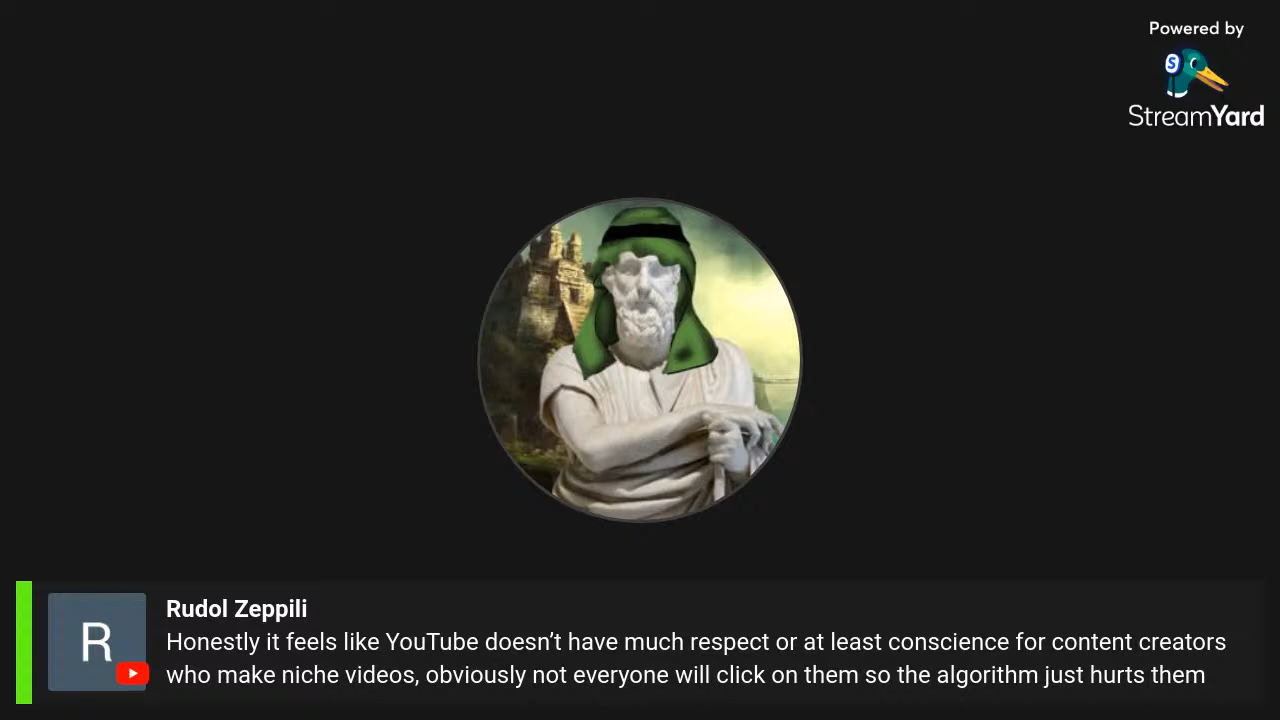 Powered by
S
StreamYard
R
Rudol Zeppili
Honestly it feels like YouTube doesn’t have much respect or at least conscience for content creators
who make niche videos, obviously not everyone will click on them so the algorithm just hurts them